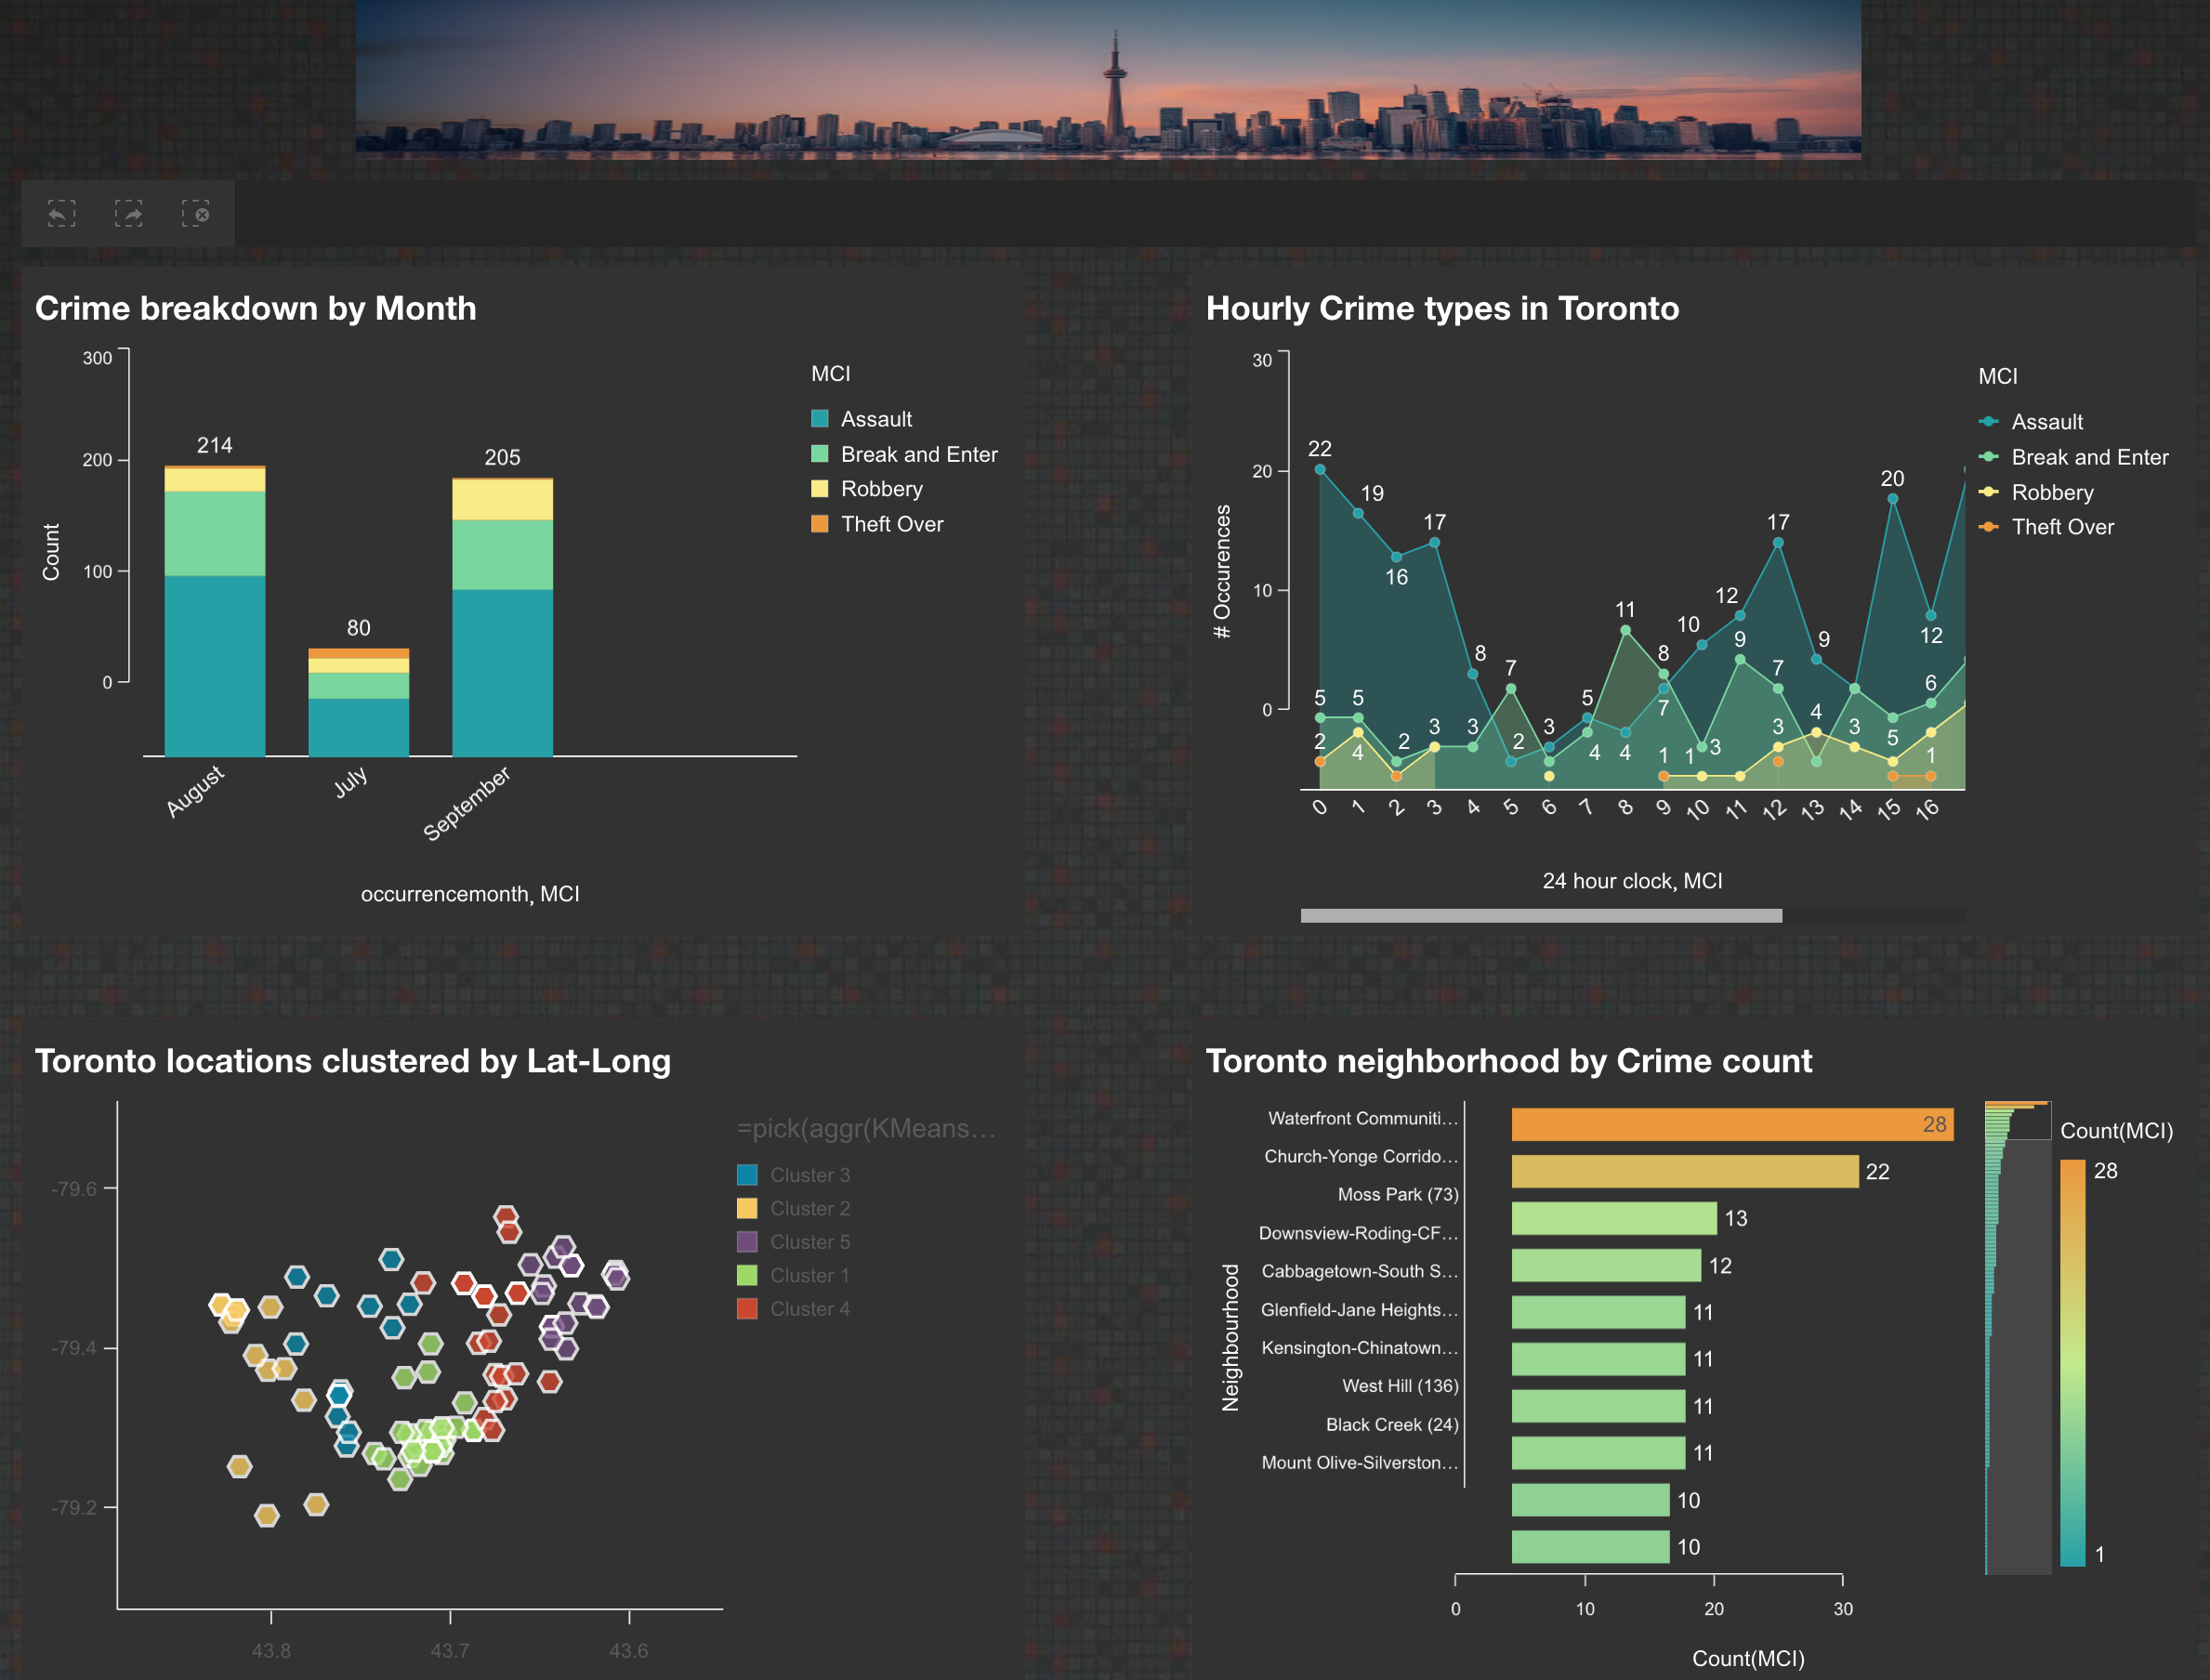 Crime breakdown by Month
300
200
100
0
Count
214
80
205
August
July
September
occurrencemonth, MCI
MCI
Assault
Break and Enter
Robbery
Theft Over
Hourly Crime types in Toronto
30
20
10
0
# Occurences
22
19
16
17
8
7
2
3
5
4
11
8
7
10
12
9
17
7
9
20
12
5
5
2
4
2
3
3
4
1
1
3
3
4
3
5
6
1
0
1
2
3
4
5
6
7
8
9
10
11
12
13
14
15
16
24 hour clock, MCI
MCI
Assault
Break and Enter
Robbery
Theft Over
Toronto locations clustered by Lat-Long
-79.6
-79.4
-79.2
43.8
43.7
43.6
=pick(aggr(KMeans…
Cluster 3
Cluster 2
Cluster 5
Cluster 1
Cluster 4
Toronto neighborhood by Crime count
Neighbourhood
Waterfront Communiti…
Church-Yonge Corrido…
Moss Park (73)
Downsview-Roding-CF…
Cabbagetown-South S…
Glenfield-Jane Heights…
Kensington-Chinatown…
West Hill (136)
Black Creek (24)
Mount Olive-Silverston…
28
22
13
12
11
11
11
11
10
10
0
10
20
30
Count(MCI)
Count(MCI)
28
1